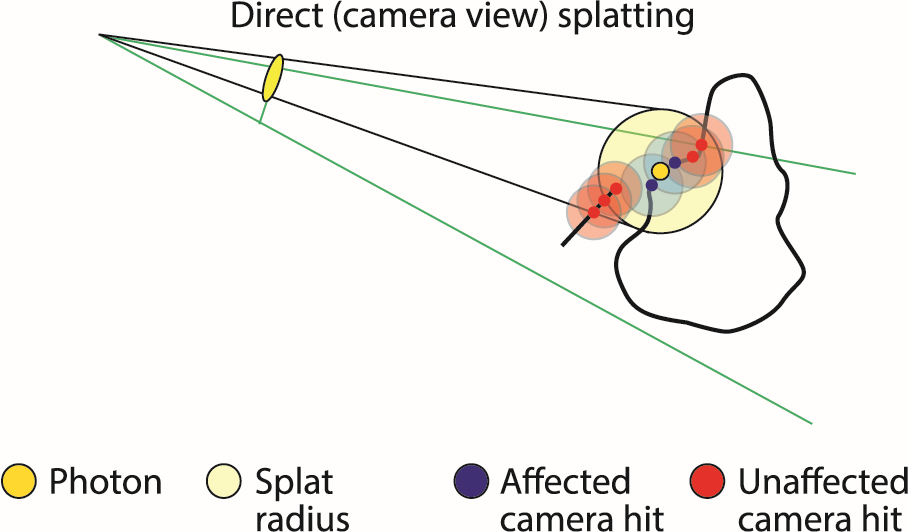 Direct (camera view) splatting
Photon
Splat
radius
Affected
camera hit
Unaffected
camera hit